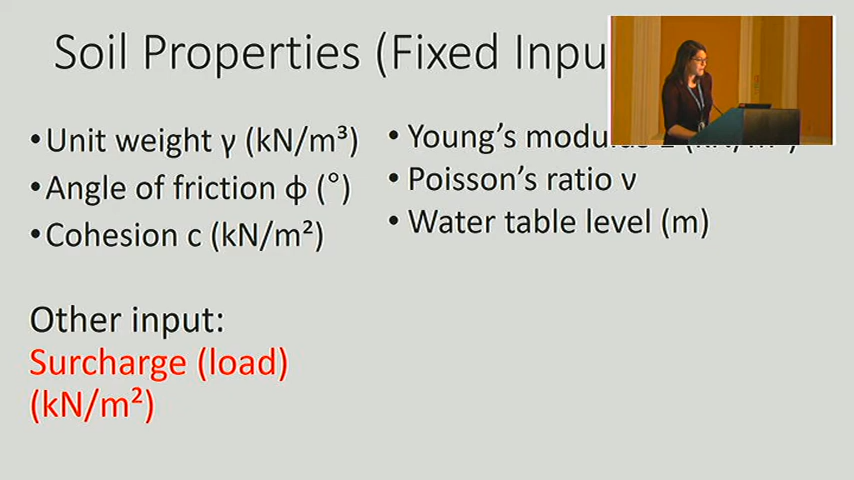 Soil Properties (Fixed Inpu
•Unit weight γ (kN/m³)
•Angle of friction ϕ (°)
•Cohesion c (kN/m²)
• Young's modulus
• Poisson's ratio ν
• Water table level (m)
Other input:
Surcharge (load)
(kN/m²)